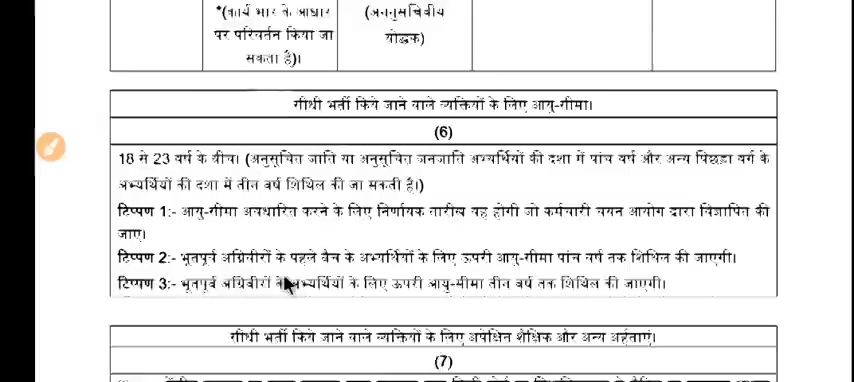 *(कार्य भार के आधार
पर परिवर्तन किया जा
सकता है)।
(अननुसचिवीय
योद्धक)
सीधी भर्ती किये जाने वाले व्यक्तियों के लिए आयु-सीमा।
(6)
18 से 23 वर्ष के बीच। (अनुसूचित जाति या अनुसूचित जनजाति अभ्यर्थियों की दशा में पांच वर्ष और अन्य पिछड़ा वर्ग के
अभ्यर्थियों की दशा में तीन वर्ष शिथिल की जा सकती है।)
टिप्पण 1:- आयु-सीमा अवधारित करने के लिए निर्णायक तारीख वह होगी जो कर्मचारी चयन आयोग द्वारा विज्ञापित की
जाए।
टिप्पण 2:- भूतपूर्व अग्निवीरों के पहले बैच के अभ्यर्थियों के लिए ऊपरी आयु-सीमा पांच वर्ष तक शिथिल की जाएगी।
टिप्पण 3:- भूतपूर्व अग्निवीरों के अभ्यर्थियों के लिए ऊपरी आयु-सीमा तीन वर्ष तक शिथिल की जाएगी।
सीधी भर्ती किये जाने वाले व्यक्तियों के लिए अपेक्षित शैक्षिक और अन्य अर्हताएं।
(7)